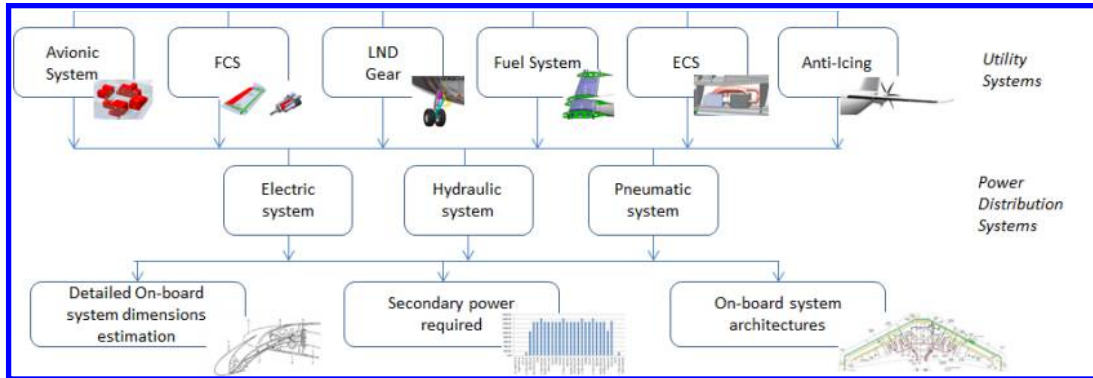 Avionic
System
FCS
LND
Gear
Fuel System
ECS
Anti-Icing
Utility
Systems
Electric
system
Hydraulic
system
Pneumatic
system
Power
Distribution
Systems
Detailed On-board
system dimensions
estimation
Secondary power
required
On-board system
architectures